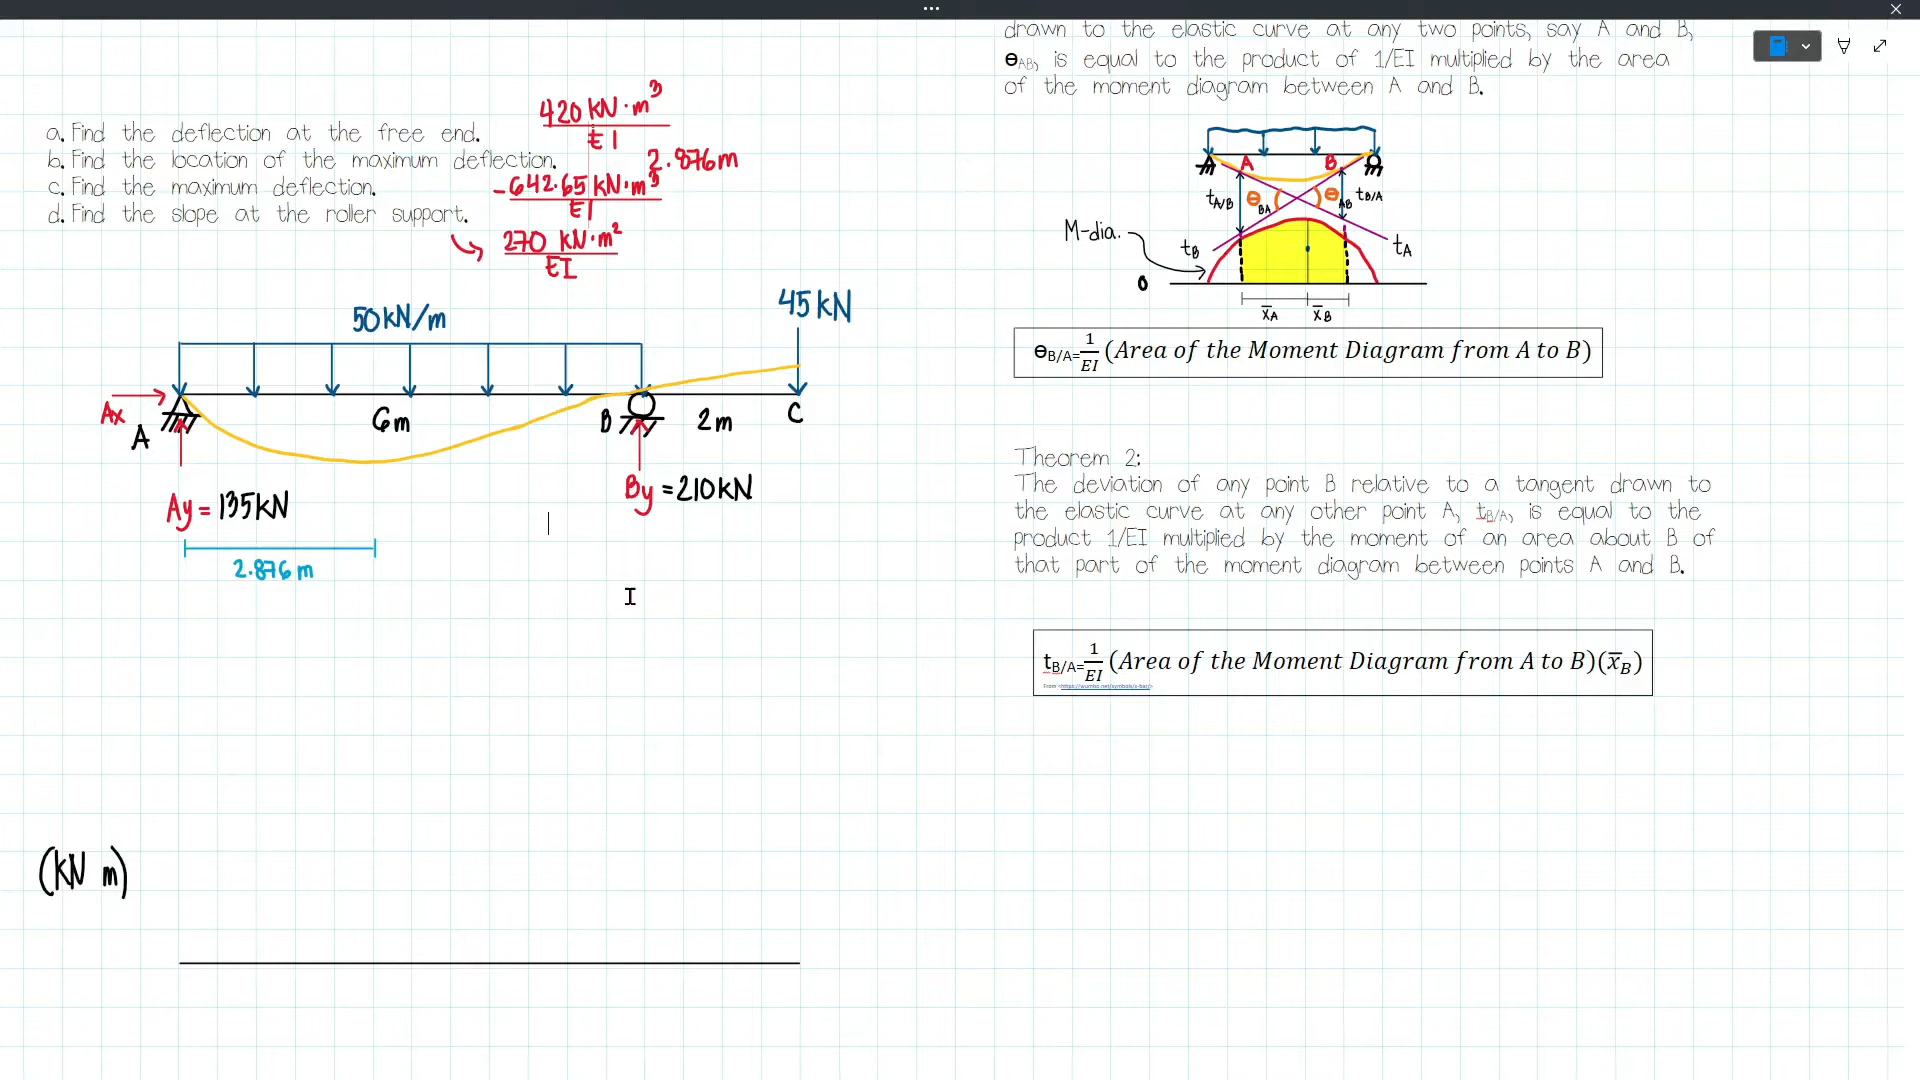 a. Find the deflection at the free end.
b. Find the location of the maximum deflection.
c. Find the maximum deflection.
d. Find the slope at the roller support.
420 KN·m³
EI
2.876m
-642.65 KN·m³
EI
270 KN·m²
EI
50KN/m
45KN
Ax
A
6m
B
2m
C
Ay = 135KN
By = 210KN
2.876 m
(KN m)
drawn to the elastic curve at any two points, say A and B,
ΘAB, is equal to the product of 1/EI multiplied by the area
of the moment diagram between A and B.
A
B
tA/B
ΘBA
ΘAB
tB/A
M-dia.
tB
tA
0
x̄A
x̄B
ΘB/A=1/EI (Area of the Moment Diagram from A to B)
Theorem 2:
The deviation of any point B relative to a tangent drawn to
the elastic curve at any other point A, tB/A, is equal to the
product 1/EI multiplied by the moment of an area about B of
that part of the moment diagram between points A and B.
tB/A=1/EI (Area of the Moment Diagram from A to B)(x̄B)
From <https://wumbo.net/symbols/x-bar/>